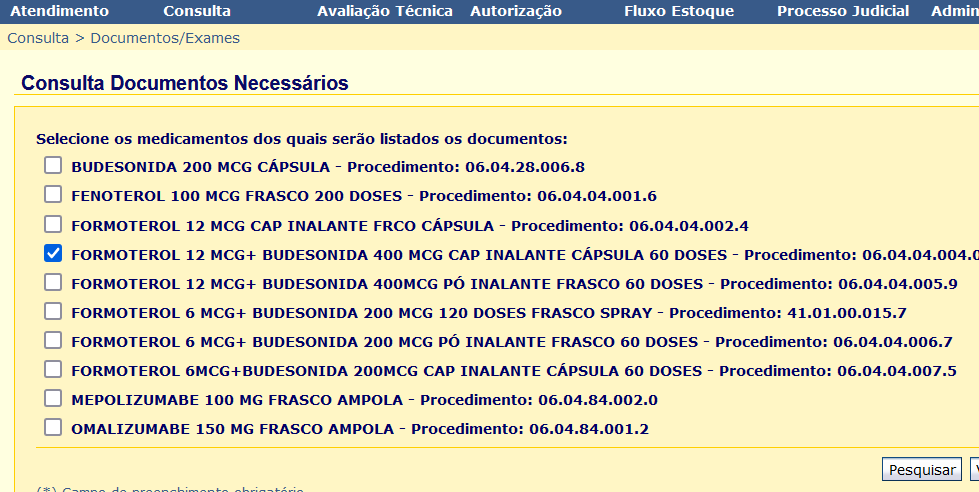 Atendimento Consulta Avaliação Técnica Autorização Fluxo Estoque Processo Judicial Admin
Consulta > Documentos/Exames
Consulta Documentos Necessários
Selecione os medicamentos dos quais serão listados os documentos:
BUDESONIDA 200 MCG CÁPSULA - Procedimento: 06.04.28.006.8
FENOTEROL 100 MCG FRASCO 200 DOSES - Procedimento: 06.04.04.001.6
FORMOTEROL 12 MCG CAP INALANTE FRCO CÁPSULA - Procedimento: 06.04.04.002.4
FORMOTEROL 12 MCG+ BUDESONIDA 400 MCG CAP INALANTE CÁPSULA 60 DOSES - Procedimento: 06.04.04.004.0
FORMOTEROL 12 MCG+ BUDESONIDA 400MCG PÓ INALANTE FRASCO 60 DOSES - Procedimento: 06.04.04.005.9
FORMOTEROL 6 MCG+ BUDESONIDA 200 MCG 120 DOSES FRASCO SPRAY - Procedimento: 41.01.00.015.7
FORMOTEROL 6 MCG+ BUDESONIDA 200 MCG PÓ INALANTE FRASCO 60 DOSES - Procedimento: 06.04.04.006.7
FORMOTEROL 6MCG+BUDESONIDA 200MCG CAP INALANTE CÁPSULA 60 DOSES - Procedimento: 06.04.04.007.5
MEPOLIZUMABE 100 MG FRASCO AMPOLA - Procedimento: 06.04.84.002.0
OMALIZUMABE 150 MG FRASCO AMPOLA - Procedimento: 06.04.84.001.2
Pesquisar
(*) Campo de preenchimento obrigatório